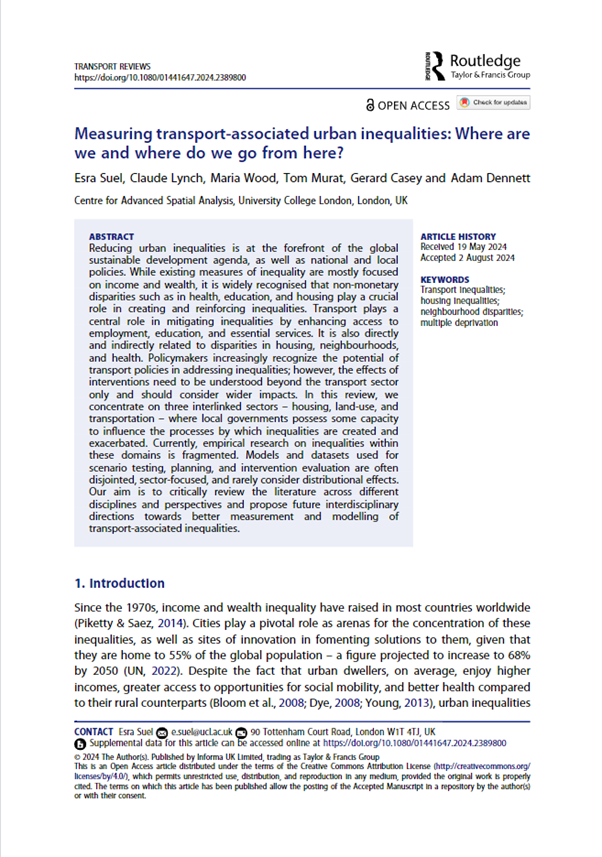 TRANSPORT REVIEWS
https://doi.org/10.1080/01441647.2024.2389800
ROUTLEDGE
Routledge
Taylor & Francis Group
OPEN ACCESS
Check for updates
Measuring transport-associated urban inequalities: Where are
we and where do we go from here?
Esra Suel, Claude Lynch, Maria Wood, Tom Murat, Gerard Casey and Adam Dennett
Centre for Advanced Spatial Analysis, University College London, London, UK
ABSTRACT
Reducing urban inequalities is at the forefront of the global
sustainable development agenda, as well as national and local
policies. While existing measures of inequality are mostly focused
on income and wealth, it is widely recognised that non-monetary
disparities such as in health, education, and housing play a crucial
role in creating and reinforcing inequalities. Transport plays a
central role in mitigating inequalities by enhancing access to
employment, education, and essential services. It is also directly
and indirectly related to disparities in housing, neighbourhoods,
and health. Policymakers increasingly recognize the potential of
transport policies in addressing inequalities; however, the effects of
interventions need to be understood beyond the transport sector
only and should consider wider impacts. In this review, we
concentrate on three interlinked sectors – housing, land-use, and
transportation – where local governments possess some capacity
to influence the processes by which inequalities are created and
exacerbated. Currently, empirical research on inequalities within
these domains is fragmented. Models and datasets used for
scenario testing, planning, and intervention evaluation are often
disjointed, sector-focused, and rarely consider distributional effects.
Our aim is to critically review the literature across different
disciplines and perspectives and propose future interdisciplinary
directions towards better measurement and modelling of
transport-associated inequalities.
ARTICLE HISTORY
Received 19 May 2024
Accepted 2 August 2024
KEYWORDS
Transport inequalities;
housing inequalities;
neighbourhood disparities;
multiple deprivation
1. Introduction
Since the 1970s, income and wealth inequality have raised in most countries worldwide
(Piketty & Saez, 2014). Cities play a pivotal role as arenas for the concentration of these
inequalities, as well as sites of innovation in fomenting solutions to them, given that
they are home to 55% of the global population – a figure projected to increase to 68%
by 2050 (UN, 2022). Despite the fact that urban dwellers, on average, enjoy higher
incomes, greater access to opportunities for social mobility, and better health compared
to their rural counterparts (Bloom et al., 2008; Dye, 2008; Young, 2013), urban inequalities
CONTACT Esra Suel e.suel@ucl.ac.uk 90 Tottenham Court Road, London W1T 4TJ, UK
Supplemental data for this article can be accessed online at https://doi.org/10.1080/01441647.2024.2389800
© 2024 The Author(s). Published by Informa UK Limited, trading as Taylor & Francis Group
This is an Open Access article distributed under the terms of the Creative Commons Attribution License (http://creativecommons.org/
licenses/by/4.0/), which permits unrestricted use, distribution, and reproduction in any medium, provided the original work is properly
cited. The terms on which this article has been published allow the posting of the Accepted Manuscript in a repository by the author(s)
or with their consent.